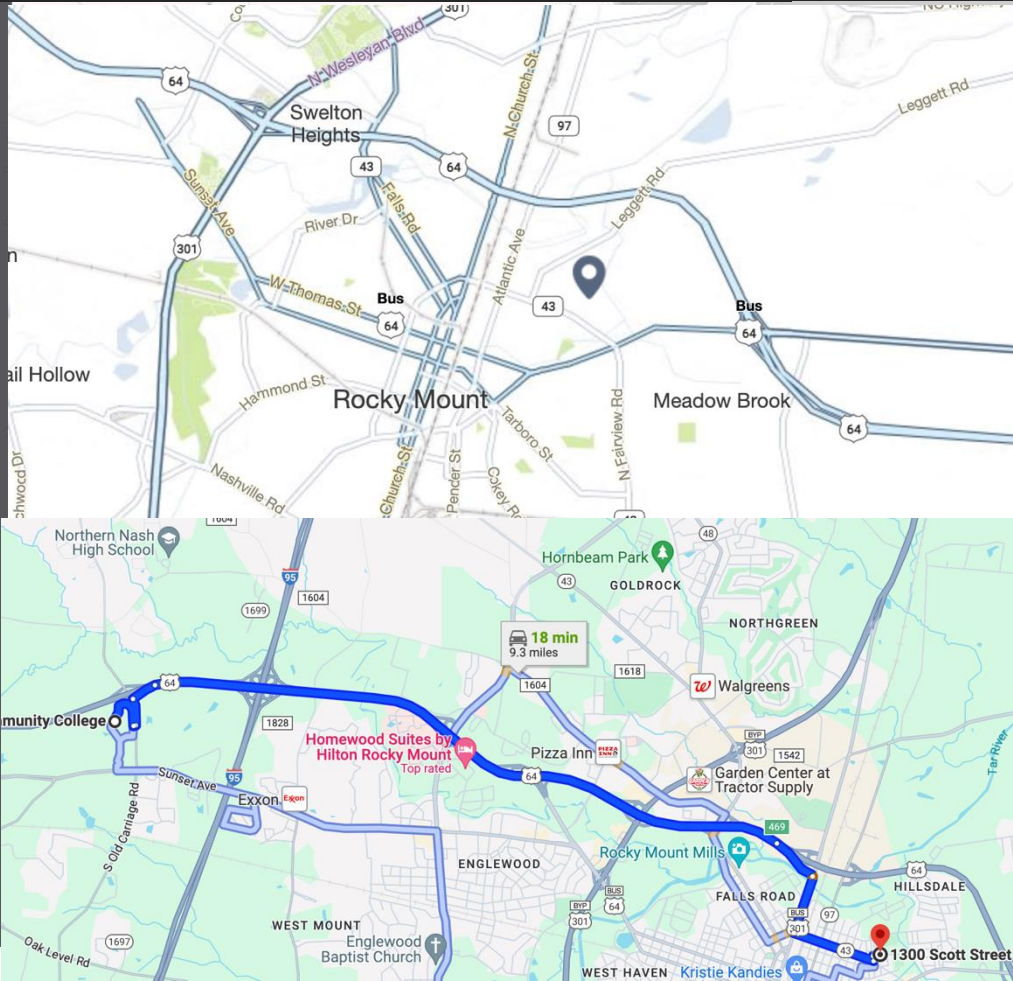 301
64
N Wesleyan Blvd
N Church St
Leggett Rd
Swelton
Heights
97
43
64
Sunset Ave
Falls Rd
Leggett Rd
River Dr
301
Atlantic Ave
W Thomas St
Bus
64
43
Bus
64
ail Hollow
Hammond St
Rocky Mount
Meadow Brook
Tarboro St
N Fairview Rd
64
Nashville Rd
Church St
Pender St
Northern Nash
High School
1604
95
1604
1699
Hornbeam Park
GOLDROCK
48
43
NORTHGREEN
18 min
9.3 miles
1618
1604
Walgreens
64
mmunity College
1828
Homewood Suites by
Hilton Rocky Mount
Top rated
Pizza Inn
PIZZA
INN
BYP
301
1542
Garden Center at
Tractor Supply
Tar River
64
Sunset Ave
95
Exxon
Exxon
S Old Carriage Rd
469
Rocky Mount Mills
ENGLEWOOD
64
HILLSDALE
FALLS ROAD
BUS
64
BYP
301
BUS
301
97
WEST MOUNT
Oak Level Rd
1697
Englewood
Baptist Church
43
1300 Scott Street
WEST HAVEN
Kristie Kandies